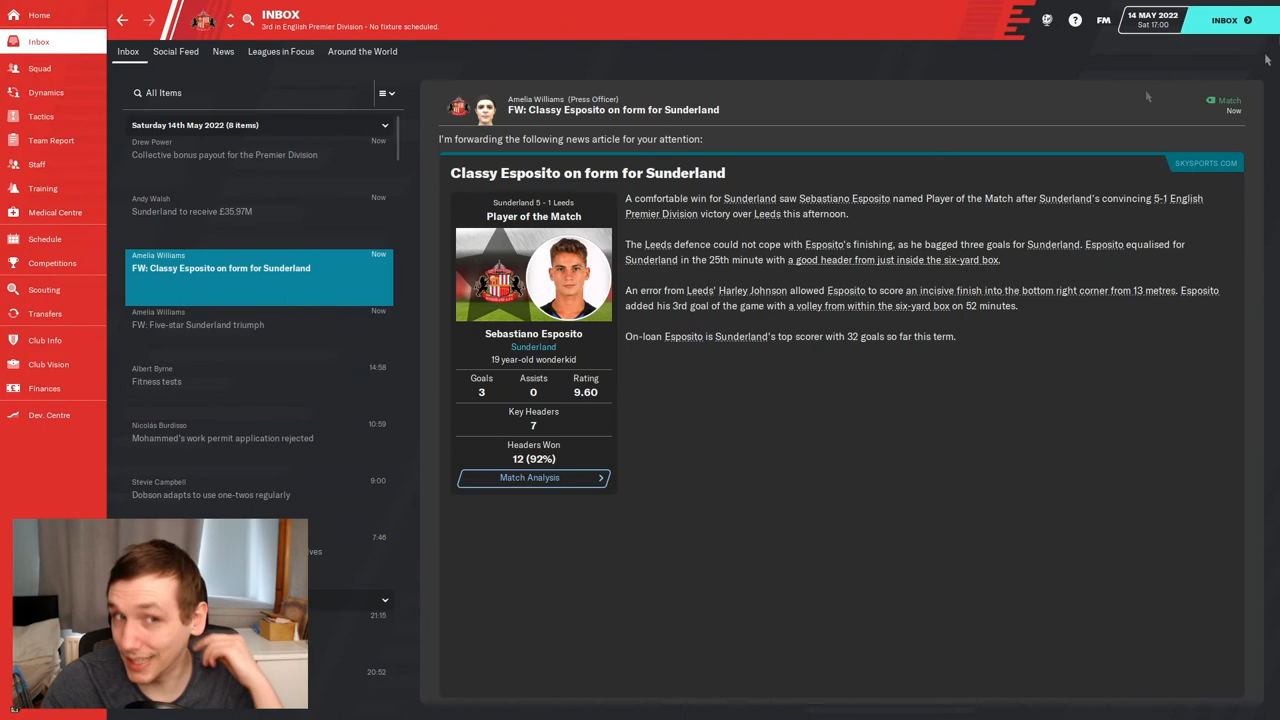 Home
Inbox
Squad
Dynamics
Tactics
Team Report
Staff
Training
Medical Centre
Schedule
Competitions
Scouting
Transfers
Club Info
Club Vision
Finances
Dev. Centre
INBOX
3rd in English Premier Division - No fixture scheduled.
FM
14 MAY 2022
Sat 17:00
INBOX
Inbox
Social Feed
News
Leagues in Focus
Around the World
All Items
Saturday 14th May 2022 (8 items)
Drew Power
Now
Collective bonus payout for the Premier Division
Andy Walsh
Now
Sunderland to receive £35.97M
Amelia Williams
Now
FW: Classy Esposito on form for Sunderland
Amelia Williams
Now
FW: Five-star Sunderland triumph
Albert Byrne
14:58
Fitness tests
Nicolás Burdisso
10:59
Mohammed's work permit application rejected
Stevie Campbell
9:00
Dobson adapts to use one-twos regularly
7:46
ves
21:15
20:52
Amelia Williams (Press Officer)
FW: Classy Esposito on form for Sunderland
Match
Now
I'm forwarding the following news article for your attention:
SKYSPORTS.COM
Classy Esposito on form for Sunderland
Sunderland 5 - 1 Leeds
Player of the Match
Sebastiano Esposito
Sunderland
19 year-old wonderkid
Goals Assists Rating
3 0 9.60
Key Headers
7
Headers Won
12 (92%)
Match Analysis
A comfortable win for Sunderland saw Sebastiano Esposito named Player of the Match after Sunderland's convincing 5-1 English
Premier Division victory over Leeds this afternoon.
The Leeds defence could not cope with Esposito's finishing, as he bagged three goals for Sunderland. Esposito equalised for
Sunderland in the 25th minute with a good header from just inside the six-yard box.
An error from Leeds' Harley Johnson allowed Esposito to score an incisive finish into the bottom right corner from 13 metres. Esposito
added his 3rd goal of the game with a volley from within the six-yard box on 52 minutes.
On-loan Esposito is Sunderland's top scorer with 32 goals so far this term.